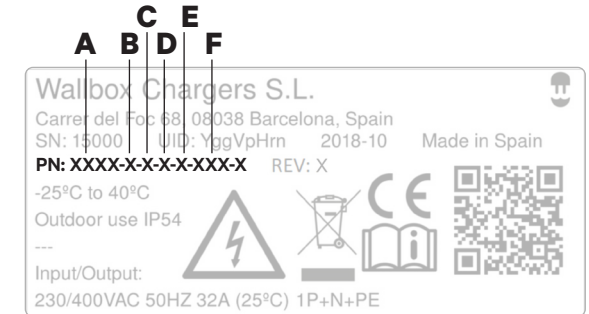 C E
A B D F
Wallbox Chargers S.L.
Carrer del Foc 68, 08038 Barcelona, Spain
SN: 15000 UID: YggVpHrn 2018-10 Made in Spain
PN: XXXX-X-X-X-X-XXX-X REV: X
-25ºC to 40ºC
Outdoor use IP54
---
Input/Output:
230/400VAC 50HZ 32A (25ºC) 1P+N+PE
CE
i